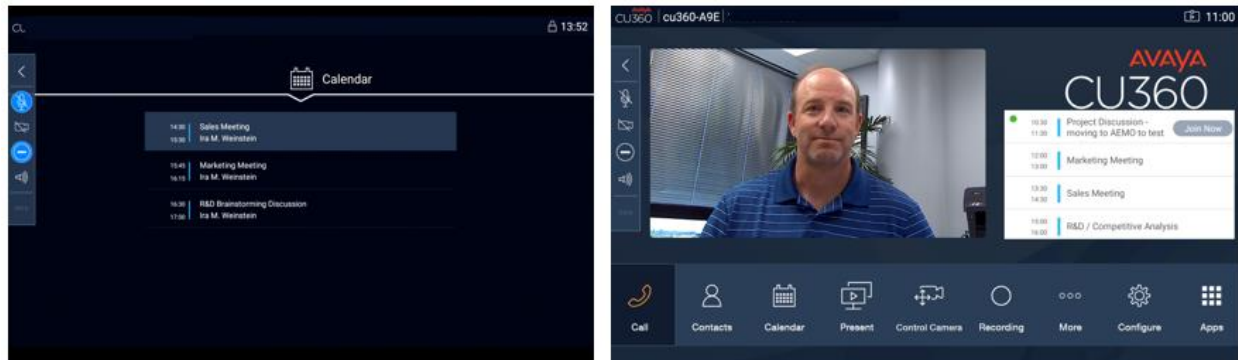 CL
13:52
Calendar
14:30 Sales Meeting
15:30 Ira M. Weinstein
15:45 Marketing Meeting
16:15 Ira M. Weinstein
16:30 R&D Brainstorming Discussion
17:00 Ira M. Weinstein
CU360 cu360-A9E
11:00
AVAYA
CU360
10:30 Project Discussion -
11:30 moving to AEMO to test Join Now
12:00 Marketing Meeting
13:00
13:30 Sales Meeting
14:30
15:00 R&D / Competitive Analysis
16:00
Call Contacts Calendar Present Control Camera Recording More Configure Apps